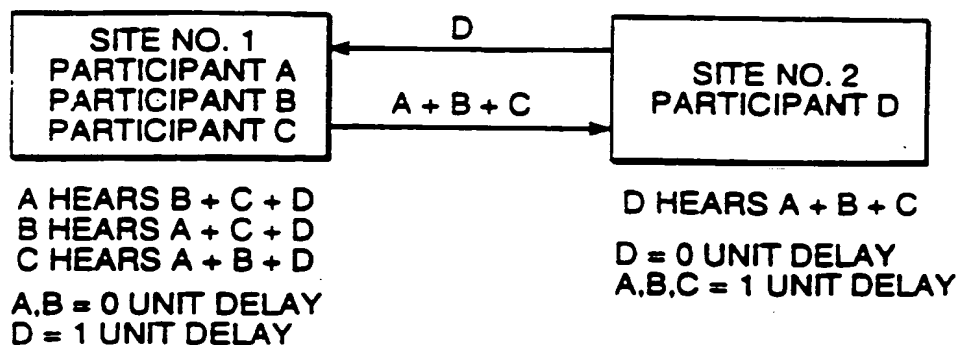 SITE NO. 1
PARTICIPANT A
PARTICIPANT B
PARTICIPANT C
D
A + B + C
SITE NO. 2
PARTICIPANT D
A HEARS B + C + D
B HEARS A + C + D
C HEARS A + B + D
A,B = 0 UNIT DELAY
D = 1 UNIT DELAY
D HEARS A + B + C
D = 0 UNIT DELAY
A,B,C = 1 UNIT DELAY